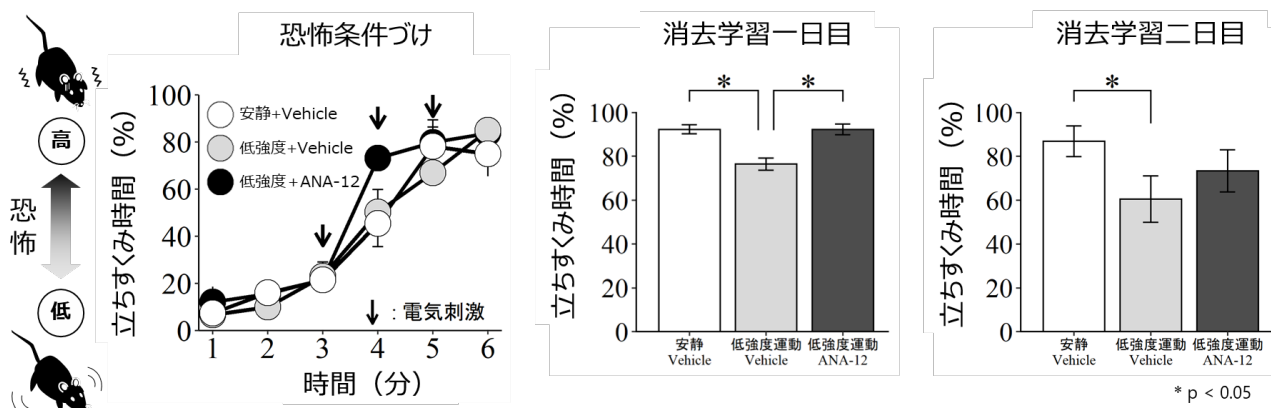 恐怖条件づけ
高
恐怖
低
立ちすくみ時間 (%)
100
80
60
40
20
0
安静+Vehicle
低強度+Vehicle
低強度+ANA-12
↓ : 電気刺激
1 2 3 4 5 6
時間（分）
消去学習一日目
立ちすくみ時間 (%)
100
80
60
40
20
0
* *
安静 低強度運動 低強度運動
Vehicle Vehicle ANA-12
消去学習二日目
立ちすくみ時間 (%)
100
80
60
40
20
0
*
安静 低強度運動 低強度運動
Vehicle Vehicle ANA-12
* p < 0.05